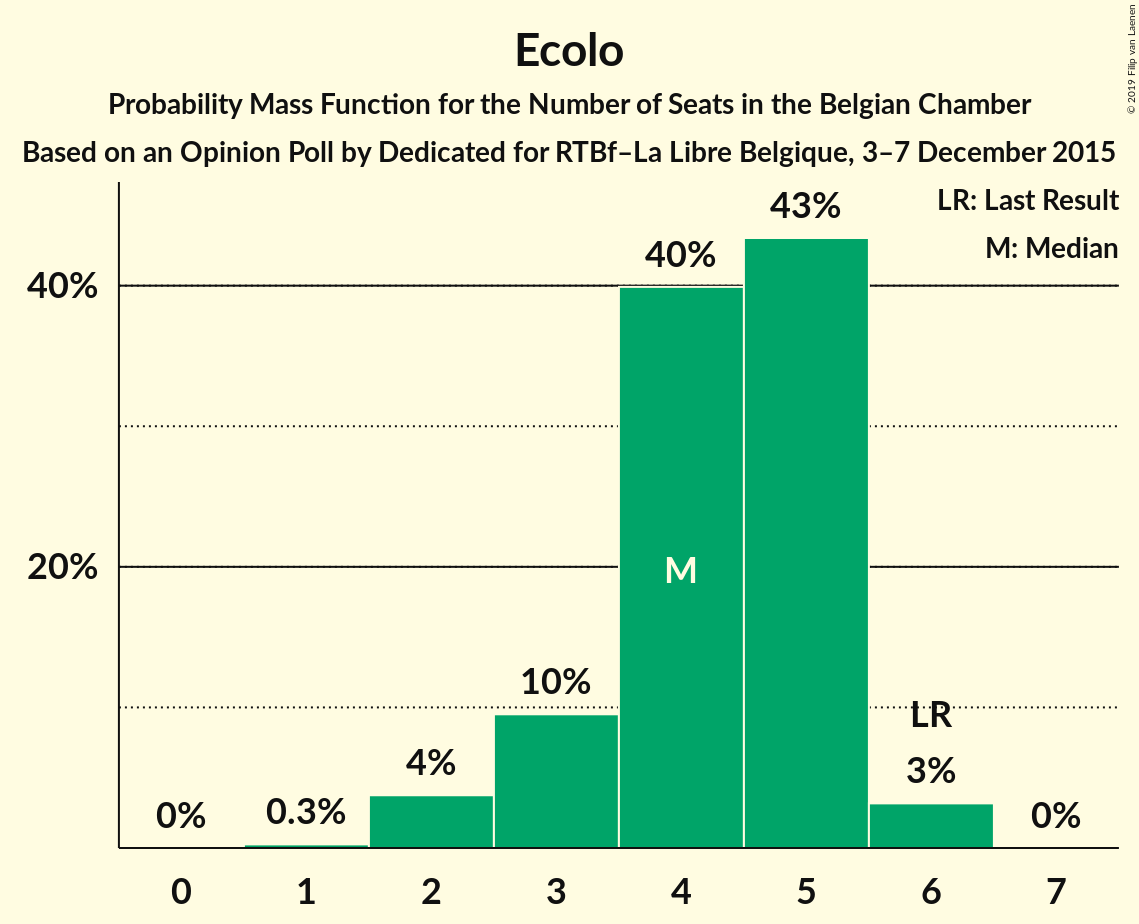 Ecolo
Probability Mass Function for the Number of Seats in the Belgian Chamber
Based on an Opinion Poll by Dedicated for RTBf–La Libre Belgique, 3–7 December 2015
© 2019 Filip van Laenen
LR: Last Result
M: Median
43%
40%
40%
M
20%
10%
LR
4%
3%
0%
0.3%
0%
0 1 2 3 4 5 6 7